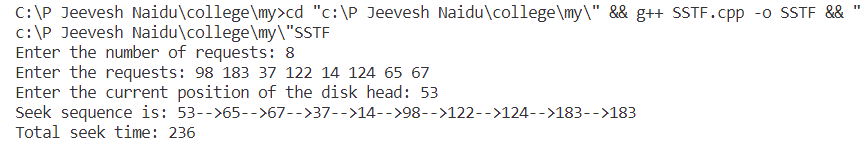 C:\P Jeevesh Naidu\college\my>cd "c:\P Jeevesh Naidu\college\my\" && g++ SSTF.cpp -o SSTF && "
c:\P Jeevesh Naidu\college\my\"SSTF
Enter the number of requests: 8
Enter the requests: 98 183 37 122 14 124 65 67
Enter the current position of the disk head: 53
Seek sequence is: 53-->65-->67-->37-->14-->98-->122-->124-->183-->183
Total seek time: 236